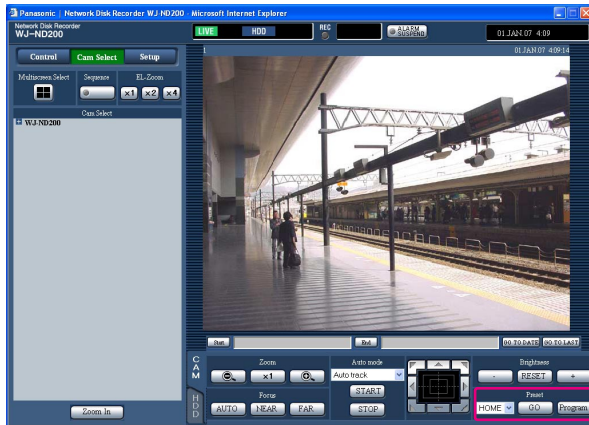 Panasonic | Network Disk Recorder WJ-ND200 - Microsoft Internet Explorer
Network Disk Recorder
WJ-ND200
LIVE HDD REC ALARM SUSPEND 01.JAN.07 4:09
Control Cam Select Setup
1 01.JAN.07 4:09:14
Multiscreen Select Sequence EL-Zoom
x1 x2 x4
Cam Select
WJ-ND200
Start End GO TO DATE GO TO LAST
CAM
Zoom Auto mode Brightness
x1 Auto track - RESET +
START
Focus Preset
HDD
AUTO NEAR FAR STOP HOME GO Program
Zoom In